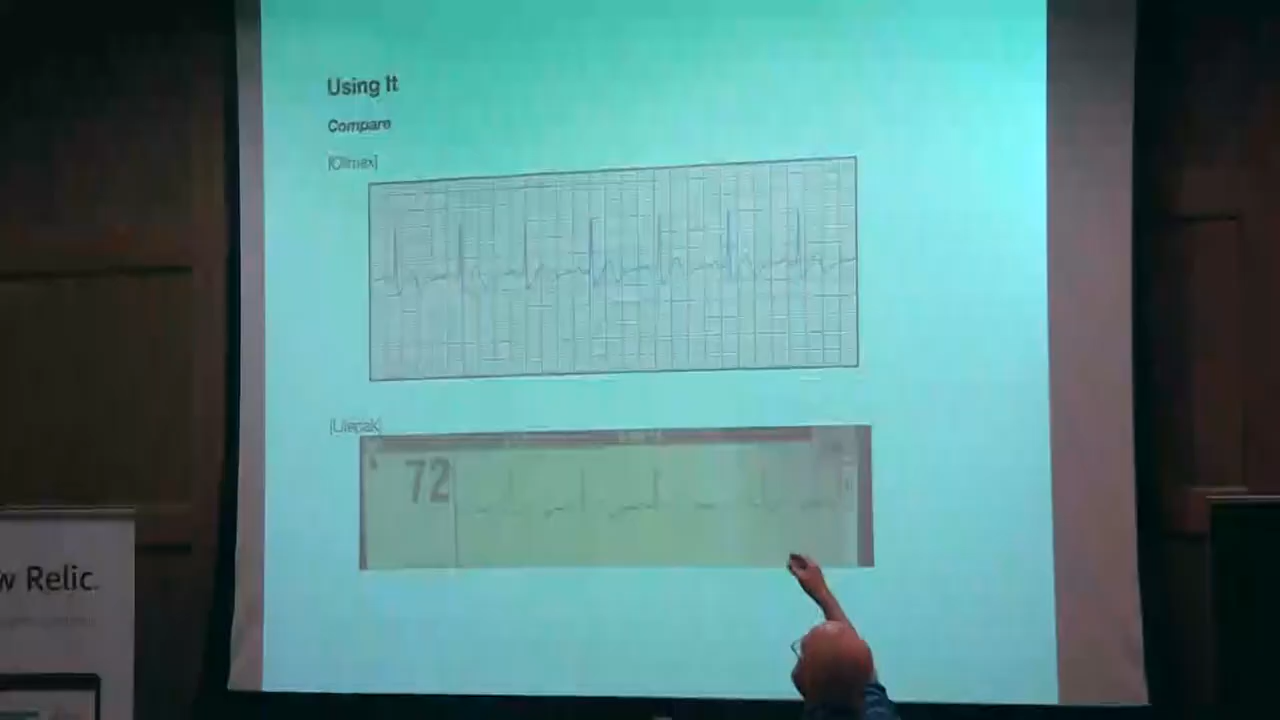 Using It
Compare
[Olimex]
[Lifepak]
72
w Relic.